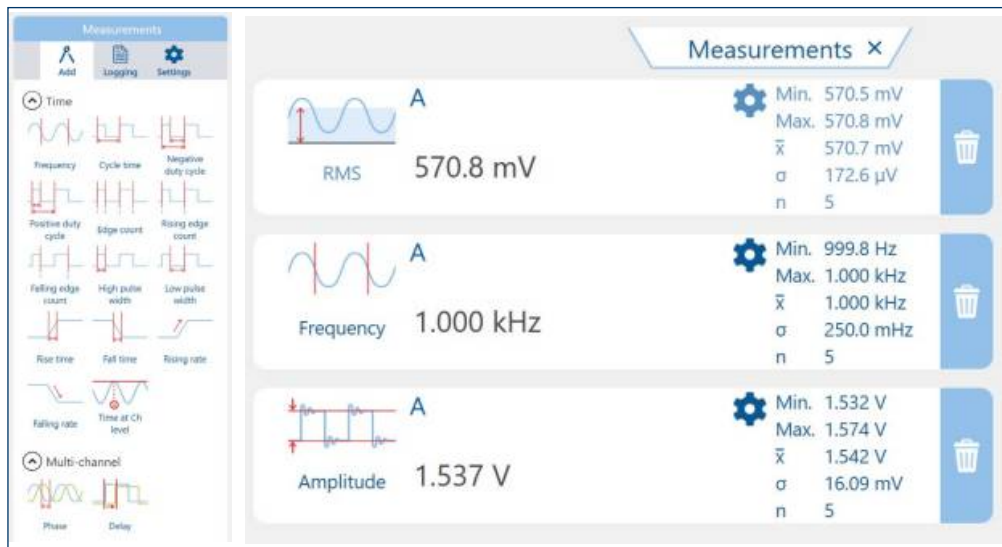 Measurements
Add Logging Settings
Time
Frequency Cycle time Negative
duty cycle
Positive duty
cycle Edge count Rising edge
count
Falling edge
count High pulse
width Low pulse
width
Rise time Fall time Rising rate
Falling rate Time at Ch
level
Multi-channel
Phase Delay
Measurements ×
A
RMS
570.8 mV
Min. 570.5 mV
Max. 570.8 mV
x̄ 570.7 mV
σ 172.6 µV
n 5
A
Frequency
1.000 kHz
Min. 999.8 Hz
Max. 1.000 kHz
x̄ 1.000 kHz
σ 250.0 mHz
n 5
A
Amplitude
1.537 V
Min. 1.532 V
Max. 1.574 V
x̄ 1.542 V
σ 16.09 mV
n 5